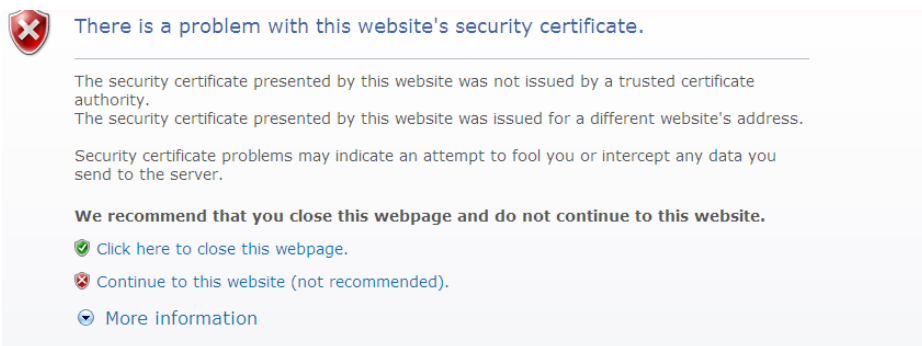 There is a problem with this website's security certificate.
The security certificate presented by this website was not issued by a trusted certificate
authority.
The security certificate presented by this website was issued for a different website's address.
Security certificate problems may indicate an attempt to fool you or intercept any data you
send to the server.
We recommend that you close this webpage and do not continue to this website.
Click here to close this webpage.
Continue to this website (not recommended).
More information